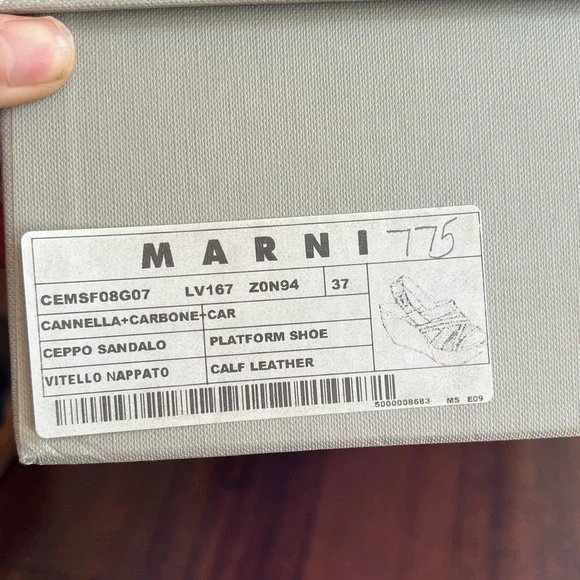 MARNI 775
CEMSF08G07 LV167 Z0N94 37
CANNELLA+CARBONE+CAR
CEPPO SANDALO PLATFORM SHOE
VITELLO NAPPATO CALF LEATHER
5000008683 MS E09